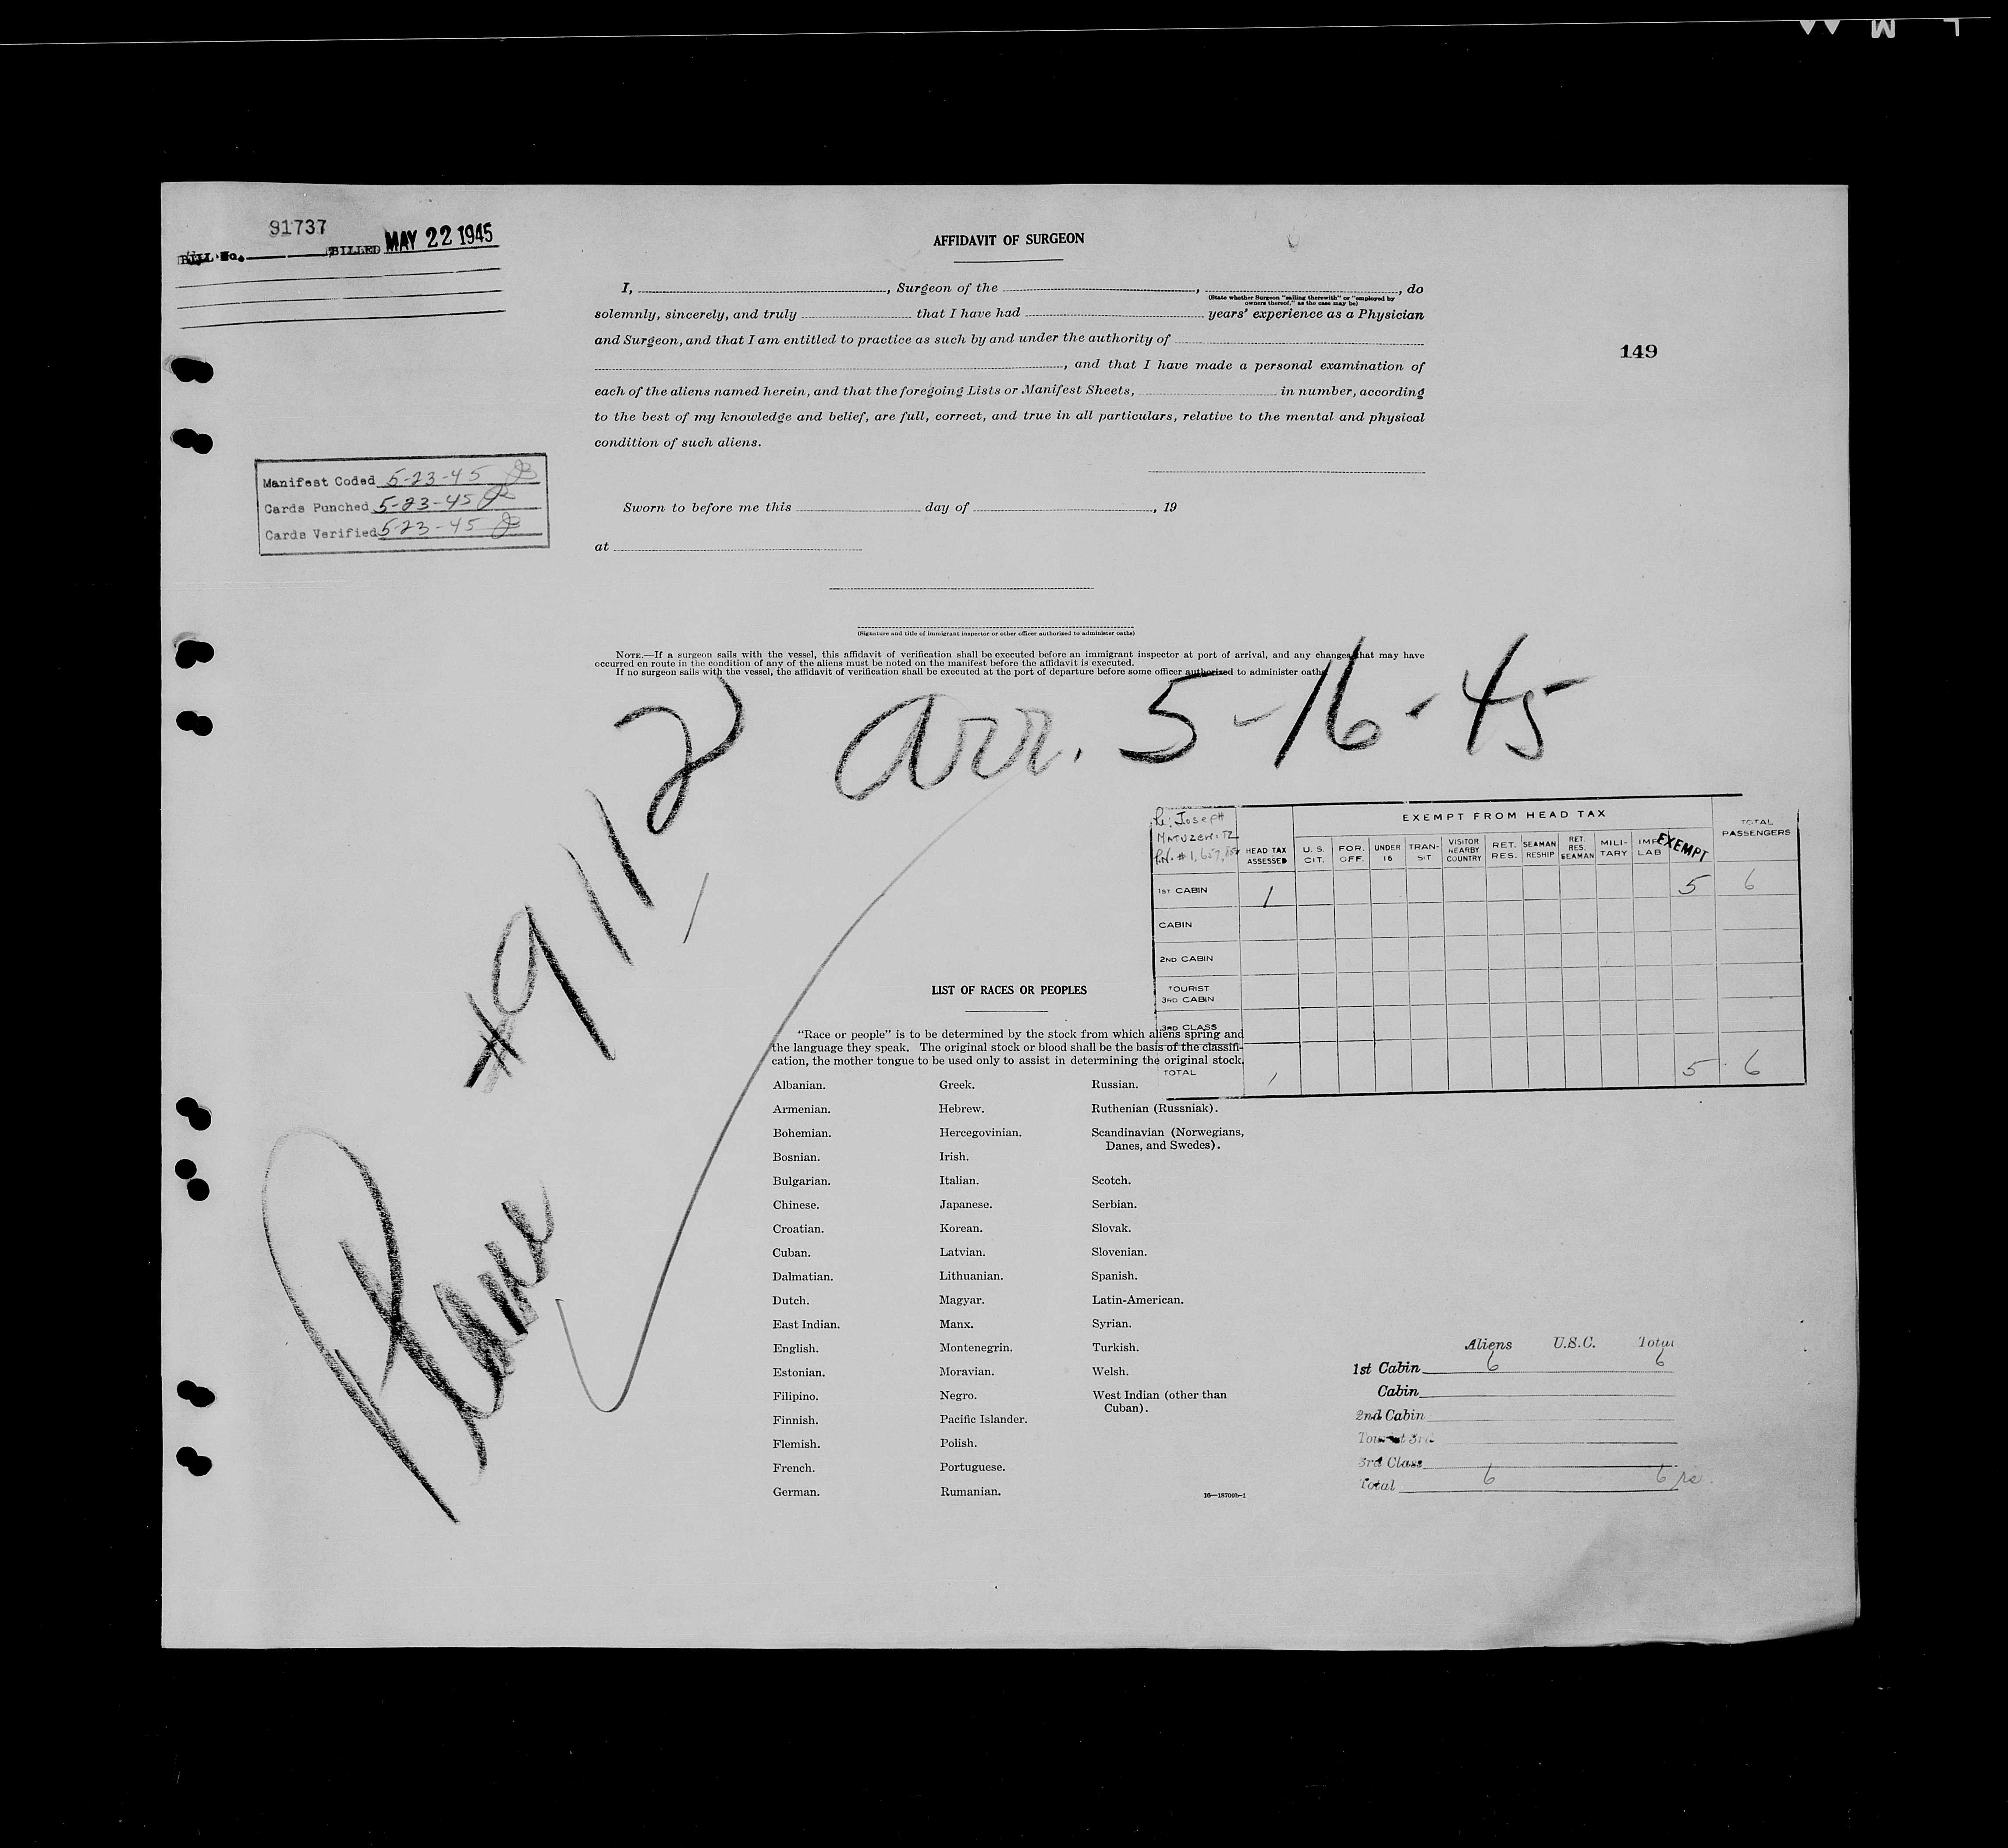 91737
BILL No. BILLED MAY 22 1945
AFFIDAVIT OF SURGEON
I, , Surgeon of the , , do
(State whether Surgeon "sailing therewith" or "employed by
owners thereof," as the case may be)
solemnly, sincerely, and truly that I have had years' experience as a Physician
and Surgeon, and that I am entitled to practice as such by and under the authority of
, and that I have made a personal examination of
each of the aliens named herein, and that the foregoing Lists or Manifest Sheets, in number, according
to the best of my knowledge and belief, are full, correct, and true in all particulars, relative to the mental and physical
condition of such aliens.
149
Manifest Coded 5-23-45
Cards Punched 5-23-45
Cards Verified 5-23-45
Sworn to before me this day of , 19
at
(Signature and title of immigrant inspector or other officer authorized to administer oaths)
NOTE.—If a surgeon sails with the vessel, this affidavit of verification shall be executed before an immigrant inspector at port of arrival, and any changes that may have
occurred en route in the condition of any of the aliens must be noted on the manifest before the affidavit is executed.
If no surgeon sails with the vessel, the affidavit of verification shall be executed at the port of departure before some officer authorized to administer oaths.
arr. 5-16-45
Plane #9112
Re: Joseph
EXEMPT FROM HEAD TAX
HEAD TAX ASSESSED U. S. CIT. FOR. OFF. UNDER 16 TRAN-SIT VISITOR NEARBY COUNTRY RET. RES. SEAMAN RESHIP RET. RES. SEAMAN MILI-TARY IMP LAB EXEMPT TOTAL PASSENGERS
1ST CABIN 1 5 6
CABIN
2ND CABIN
TOURIST
3RD CABIN
3RD CLASS
TOTAL 1 5 6
LIST OF RACES OR PEOPLES
"Race or people" is to be determined by the stock from which aliens spring and
the language they speak. The original stock or blood shall be the basis of the classifi-
cation, the mother tongue to be used only to assist in determining the original stock.
Albanian. Greek. Russian.
Armenian. Hebrew. Ruthenian (Russniak).
Bohemian. Hercegovinian. Scandinavian (Norwegians,
Danes, and Swedes).
Bosnian. Irish.
Bulgarian. Italian. Scotch.
Chinese. Japanese. Serbian.
Croatian. Korean. Slovak.
Cuban. Latvian. Slovenian.
Dalmatian. Lithuanian. Spanish.
Dutch. Magyar. Latin-American.
East Indian. Manx. Syrian.
English. Montenegrin. Turkish.
Estonian. Moravian. Welsh.
Filipino. Negro. West Indian (other than
Cuban).
Finnish. Pacific Islander.
Flemish. Polish.
French. Portuguese.
German. Rumanian.
16—18709b-1
Aliens U.S.C. Total
1st Cabin 6 6
Cabin
2nd Cabin
Tourist 3rd
3rd Class
Total 6 6